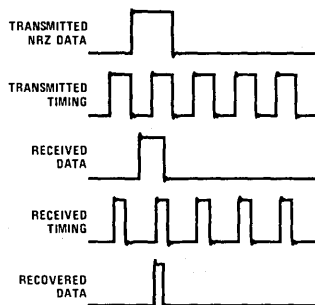 TRANSMITTED
NRZ DATA
TRANSMITTED
TIMING
RECEIVED
DATA
RECEIVED
TIMING
RECOVERED
DATA